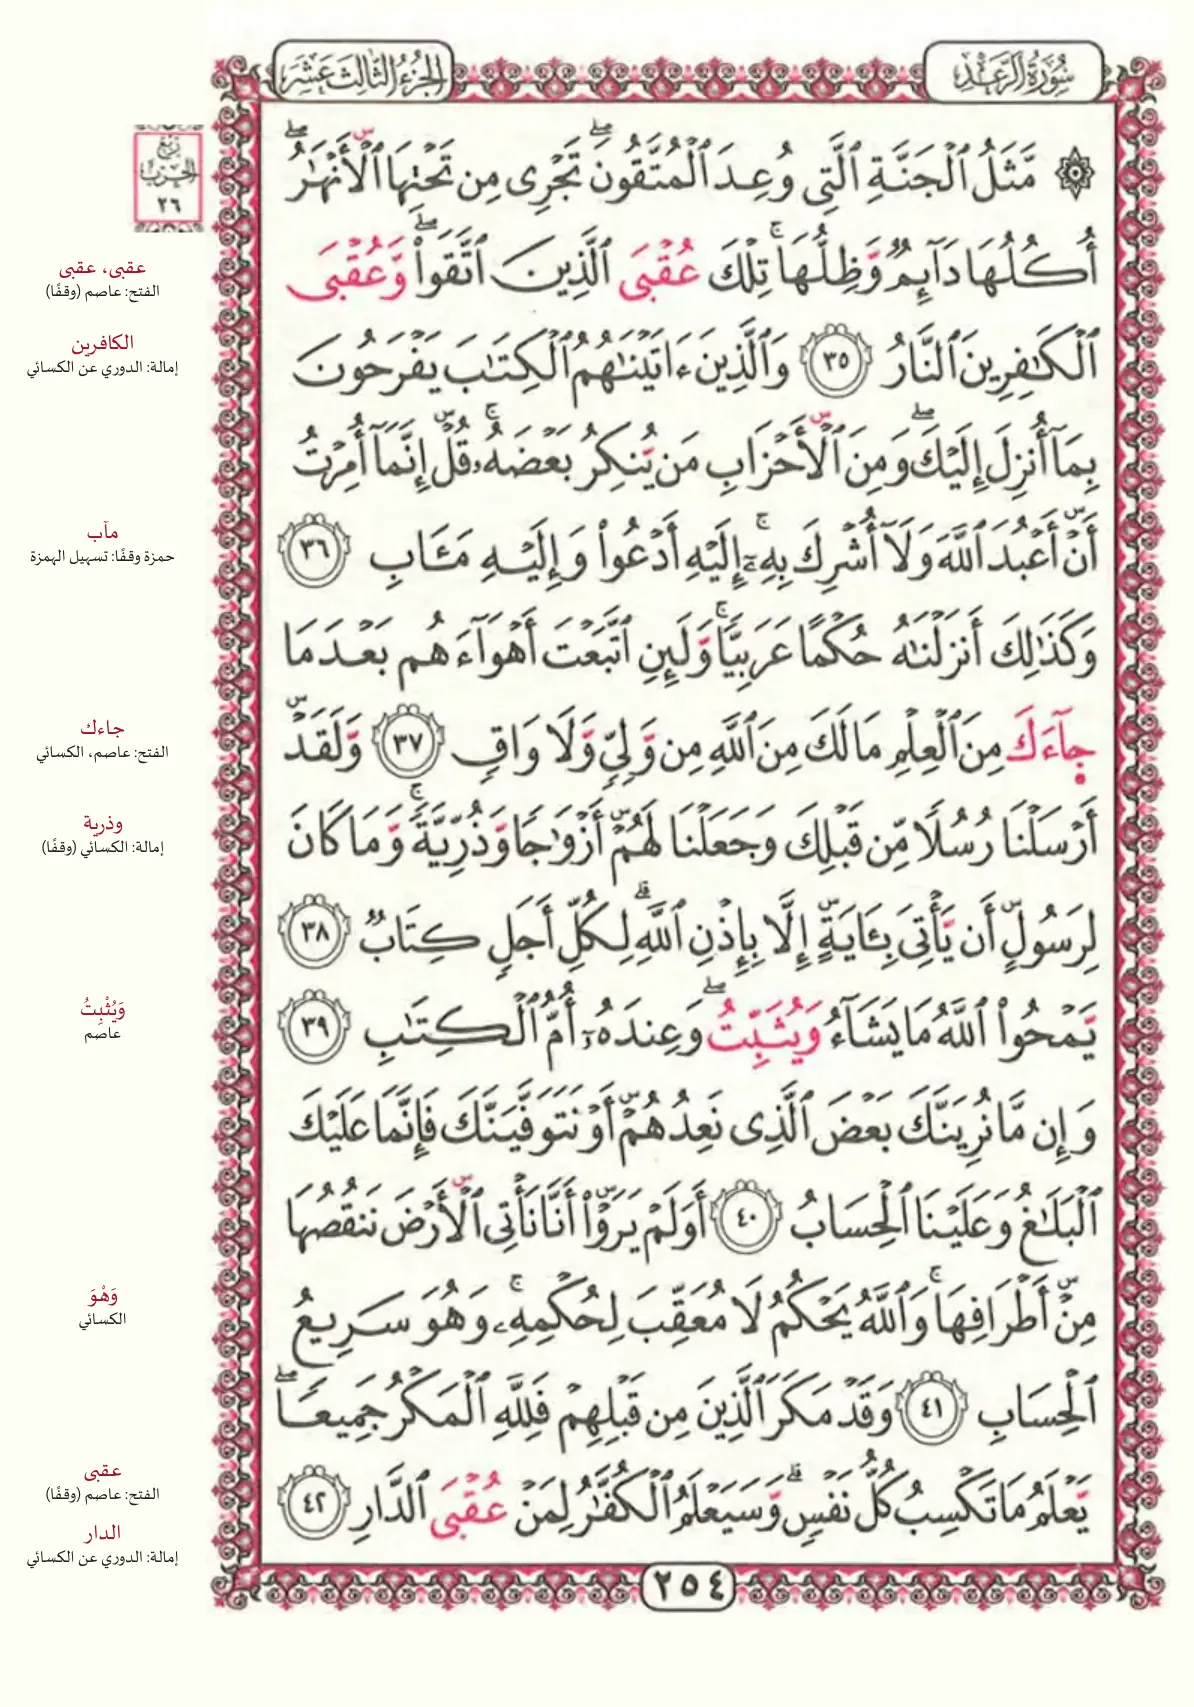 سُورَةُ الرَّعْدِ
الجُزْءُ الثَّالِثَ عَشَرَ
رُبْعُ
الحِزْبِ
٢٦
۞ مَّثَلُ ٱلْجَنَّةِ ٱلَّتِى وُعِدَ ٱلْمُتَّقُونَۖ تَجْرِى مِن تَحْتِهَا ٱلْأَنْهَٰرُۖ
أُكُلُهَا دَآئِمٌ وَّظِلُّهَاۚ تِلْكَ عُقْبَى ٱلَّذِينَ ٱتَّقَوا۟ۖ وَّعُقْبَى
ٱلْكَٰفِرِينَ ٱلنَّارُ ٣٥ وَٱلَّذِينَ ءَاتَيْنَٰهُمُ ٱلْكِتَٰبَ يَفْرَحُونَ
بِمَآ أُنزِلَ إِلَيْكَۖ وَمِنَ ٱلْأَحْزَابِ مَن يُّنكِرُ بَعْضَهُۥۚ قُلْ إِنَّمَآ أُمِرْتُ
أَنْ أَعْبُدَ ٱللَّهَ وَلَآ أُشْرِكَ بِهِۦٓۚ إِلَيْهِ أَدْعُوا۟ وَإِلَيْهِ مَـَٔابِ ٣٦
وَكَذَٰلِكَ أَنزَلْنَٰهُ حُكْمًا عَرَبِيًّاۚ وَّلَئِنِ ٱتَّبَعْتَ أَهْوَآءَهُم بَعْدَ مَا
جَآءَكَ مِنَ ٱلْعِلْمِ مَا لَكَ مِنَ ٱللَّهِ مِن وَّلِىٍّ وَّلَا وَاقٍ ٣٧ وَّلَقَدْ
أَرْسَلْنَا رُسُلًا مِّن قَبْلِكَ وَجَعَلْنَا لَهُمْ أَزْوَٰجًا وَّذُرِّيَّةًۚ وَّمَا كَانَ
لِرَسُولٍ أَن يَّأْتِىَ بِـَٔايَةٍ إِلَّا بِإِذْنِ ٱللَّهِۗ لِكُلِّ أَجَلٍ كِتَابٌ ٣٨
يَّمْحُوا۟ ٱللَّهُ مَا يَشَآءُ وَيُثَبِّتُۖ وَعِندَهُۥٓ أُمُّ ٱلْكِتَٰبِ ٣٩
وَإِن مَّا نُرِيَنَّكَ بَعْضَ ٱلَّذِى نَعِدُهُمْ أَوْ نَتَوَفَّيَنَّكَ فَإِنَّمَا عَلَيْكَ
ٱلْبَلَٰغُ وَعَلَيْنَا ٱلْحِسَابُ ٤٠ أَوَلَمْ يَرَوْا۟ أَنَّا نَأْتِى ٱلْأَرْضَ نَنقُصُهَا
مِنْ أَطْرَافِهَاۚ وَٱللَّهُ يَحْكُمُ لَا مُعَقِّبَ لِحُكْمِهِۦۚ وَهُوَ سَرِيعُ
ٱلْحِسَابِ ٤١ وَقَدْ مَكَرَ ٱلَّذِينَ مِن قَبْلِهِمْ فَلِلَّهِ ٱلْمَكْرُ جَمِيعًاۖ
يَّعْلَمُ مَا تَكْسِبُ كُلُّ نَفْسٍۗ وَّسَيَعْلَمُ ٱلْكُفَّٰرُ لِمَنْ عُقْبَى ٱلدَّارِ ٤٢
عقبى، عقبى
الفتح: عاصم (وقفًا)
الكافرين
إمالة: الدوري عن الكسائي
مآب
حمزة وقفًا: تسهيل الهمزة
جاءك
الفتح: عاصم، الكسائي
وذرية
إمالة: الكسائي (وقفًا)
وَيُثْبِتُ
عاصم
وَهْوَ
الكسائي
عقبى
الفتح: عاصم (وقفًا)
الدار
إمالة: الدوري عن الكسائي
٢٥٤